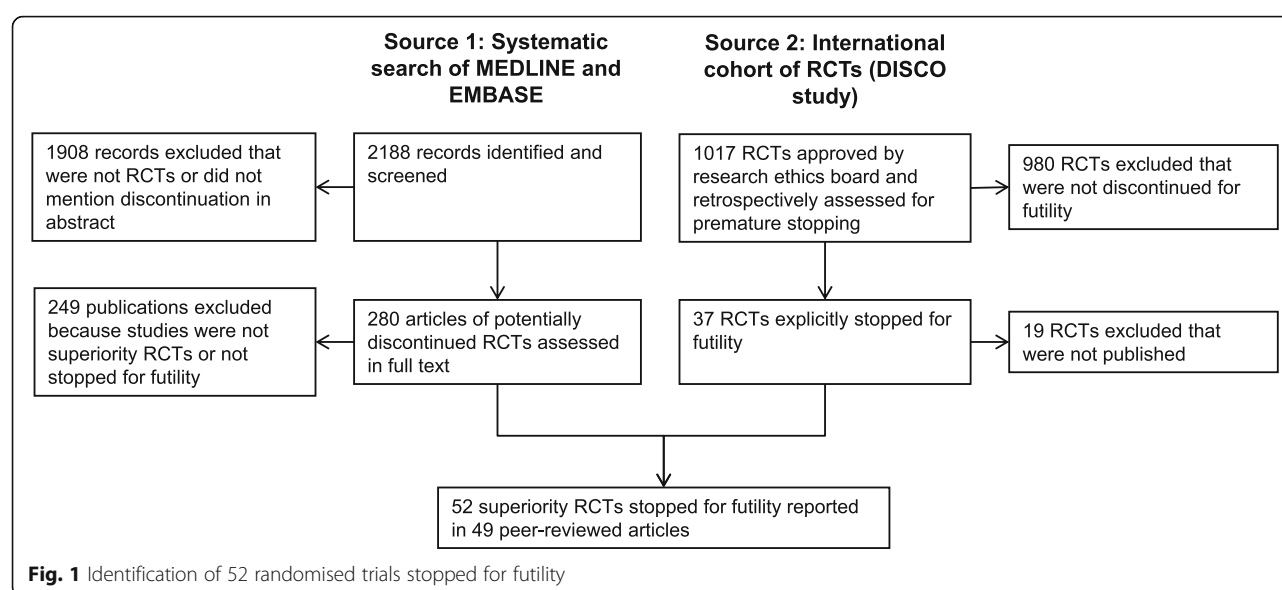 Source 1: Systematic
search of MEDLINE and
EMBASE
Source 2: International
cohort of RCTs (DISCO
study)
1908 records excluded that
were not RCTs or did not
mention discontinuation in
abstract
2188 records identified and
screened
1017 RCTs approved by
research ethics board and
retrospectively assessed for
premature stopping
980 RCTs excluded that
were not discontinued for
futility
249 publications excluded
because studies were not
superiority RCTs or not
stopped for futility
280 articles of potentially
discontinued RCTs assessed
in full text
37 RCTs explicitly stopped for
futility
19 RCTs excluded that
were not published
52 superiority RCTs stopped for futility reported
in 49 peer-reviewed articles
Fig. 1 Identification of 52 randomised trials stopped for futility